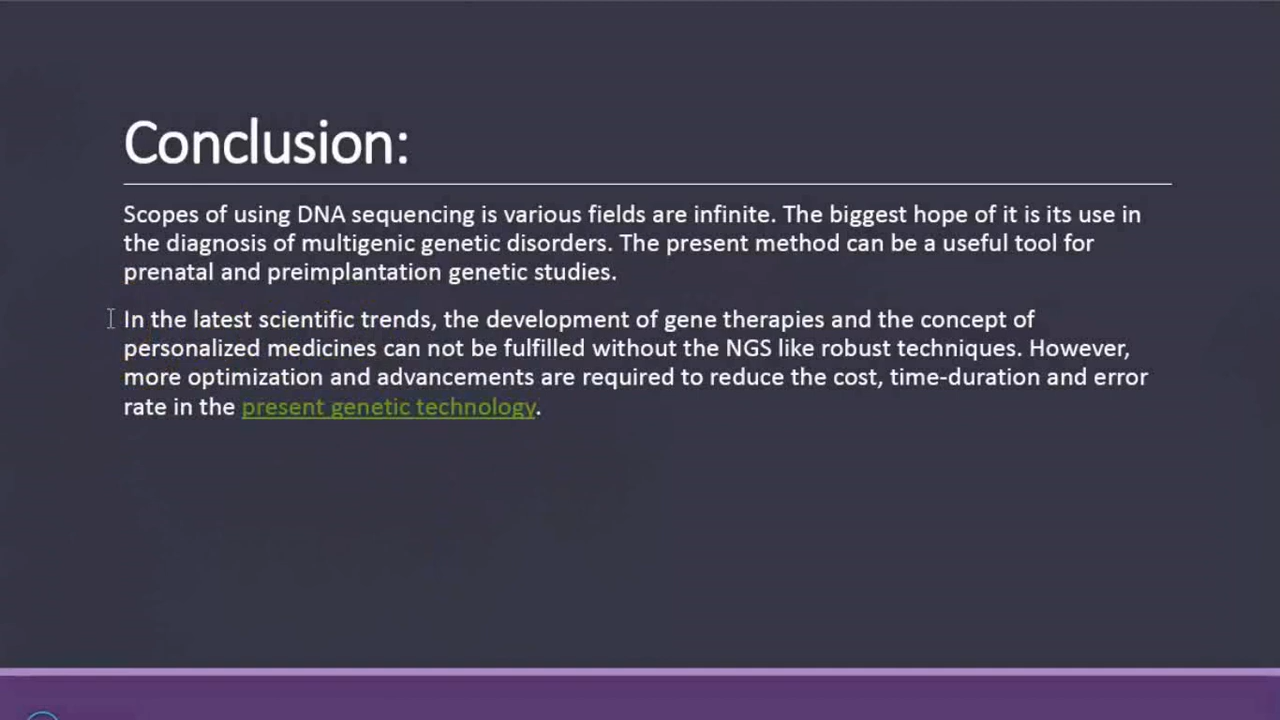 Conclusion:
Scopes of using DNA sequencing is various fields are infinite. The biggest hope of it is its use in
the diagnosis of multigenic genetic disorders. The present method can be a useful tool for
prenatal and preimplantation genetic studies.
In the latest scientific trends, the development of gene therapies and the concept of
personalized medicines can not be fulfilled without the NGS like robust techniques. However,
more optimization and advancements are required to reduce the cost, time-duration and error
rate in the present genetic technology.